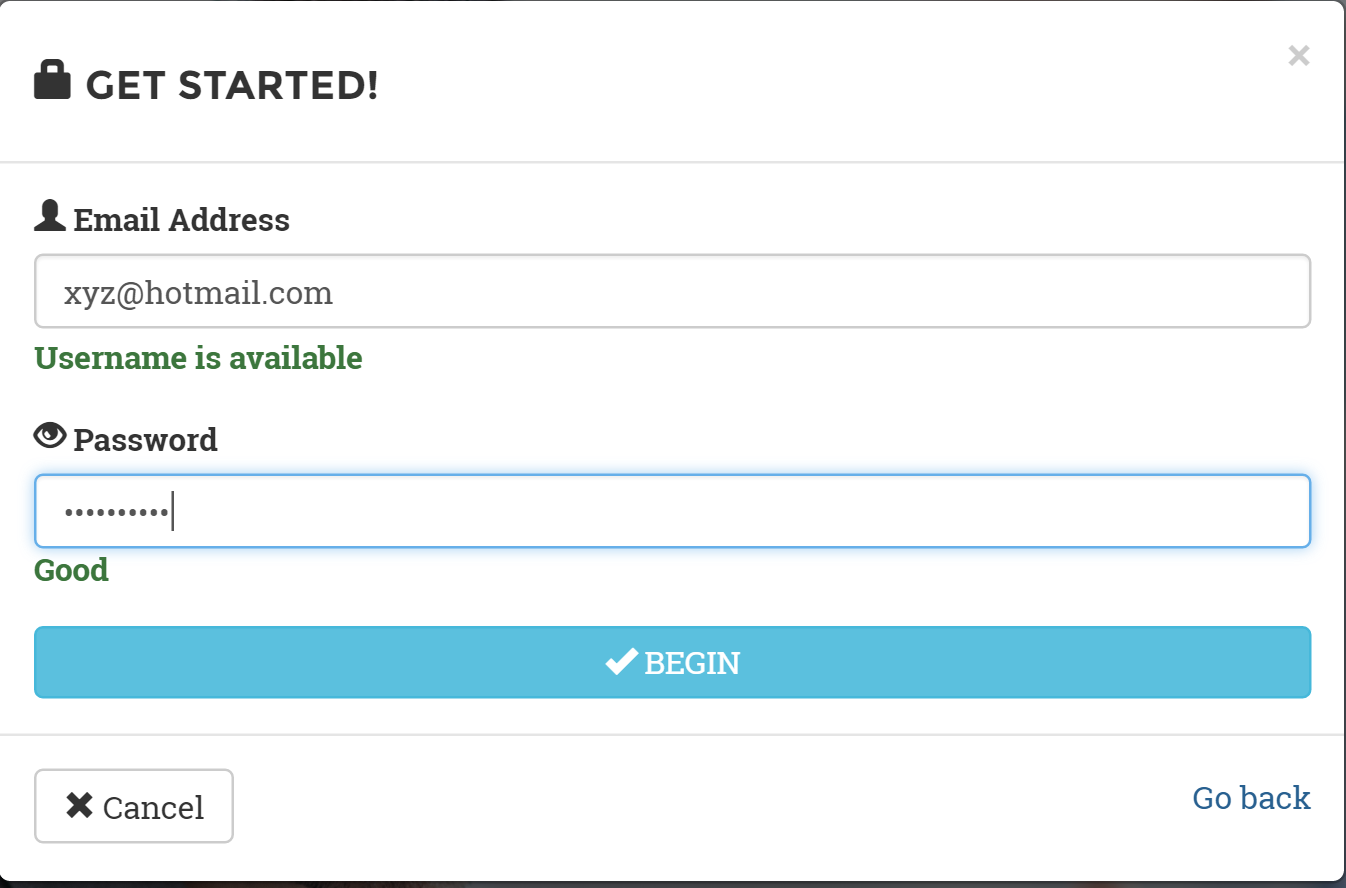 GET STARTED!
×
Email Address
xyz@hotmail.com
Username is available
Password
••••••••••
Good
BEGIN
Cancel
Go back